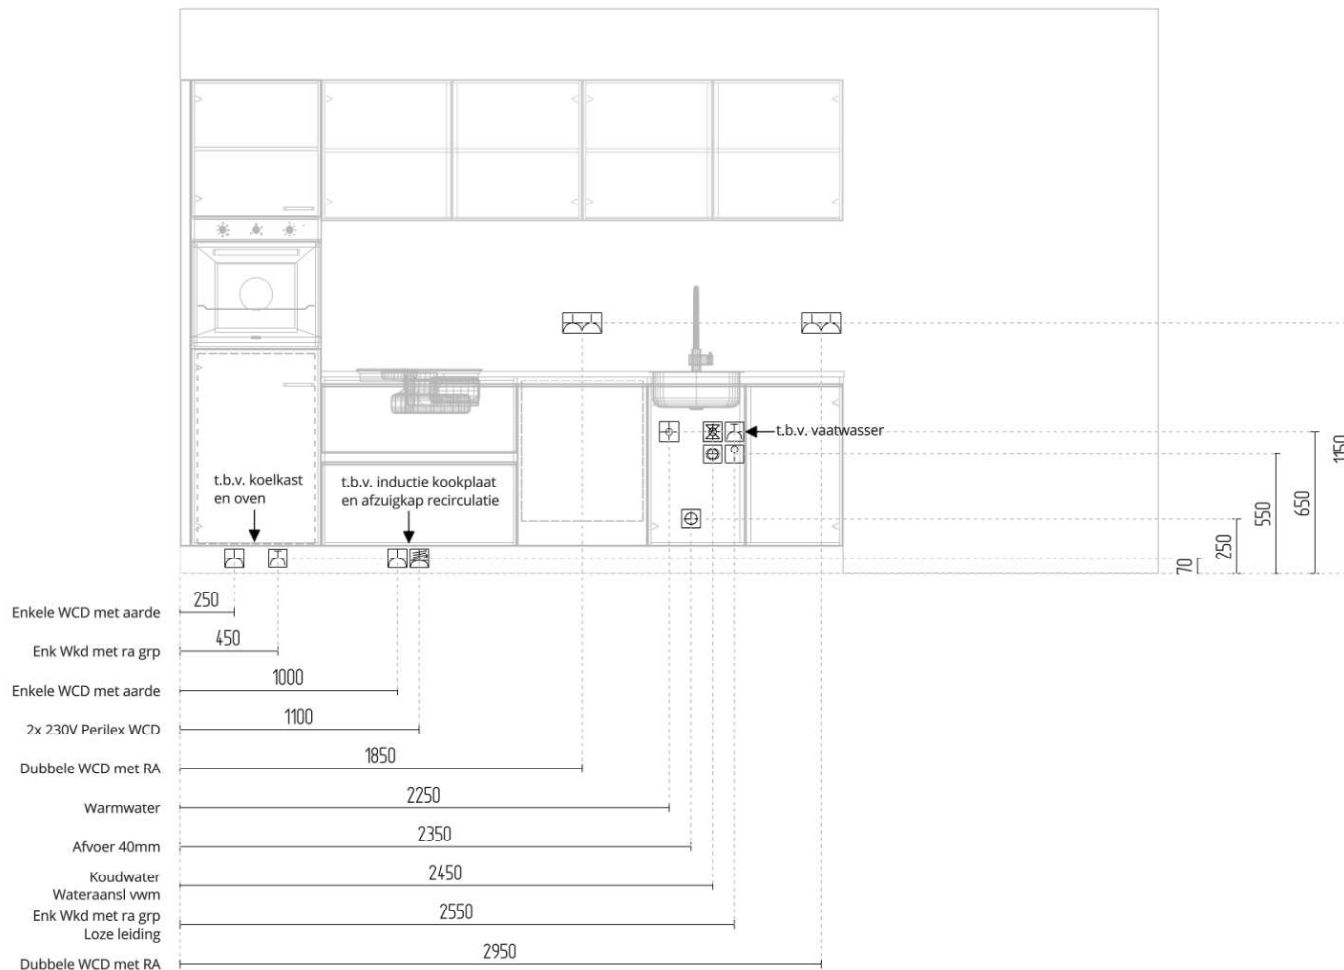 t.b.v. vaatwasser
t.b.v. koelkast
en oven
t.b.v. inductie kookplaat
en afzuigkap recirculatie
1150
650
550
250
70
250
Enkele WCD met aarde
450
Enk Wkd met ra grp
1000
Enkele WCD met aarde
1100
2x 230V Perilex WCD
1850
Dubbele WCD met RA
2250
Warmwater
2350
Afvoer 40mm
Koudwater
2450
Wateraansl vwm
Enk Wkd met ra grp
2550
Loze leiding
2950
Dubbele WCD met RA